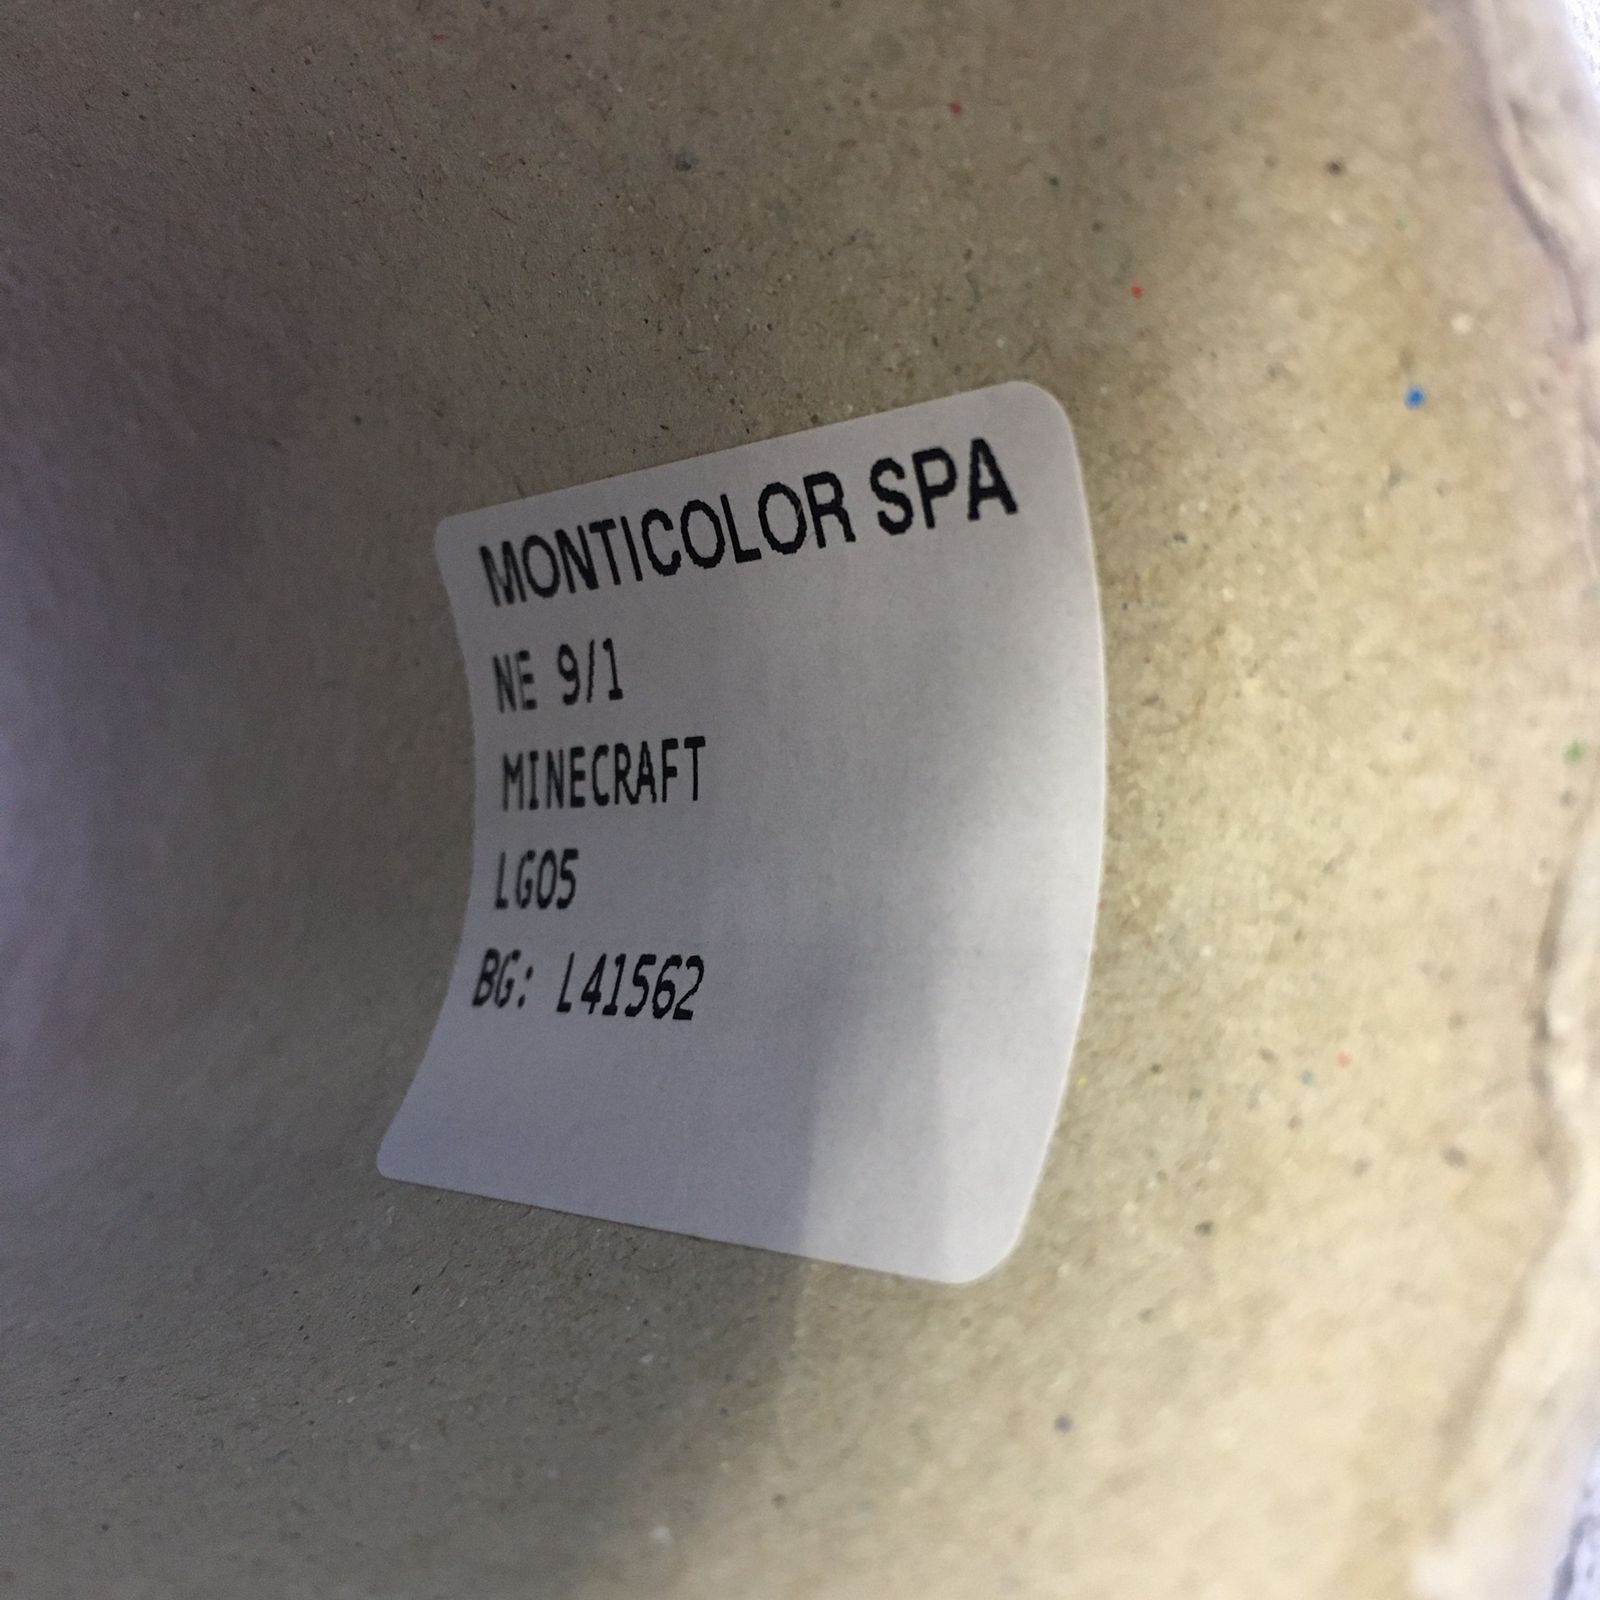 MONTICOLOR SPA
NE 9/1
MINECRAFT
LG05
BG: L41562